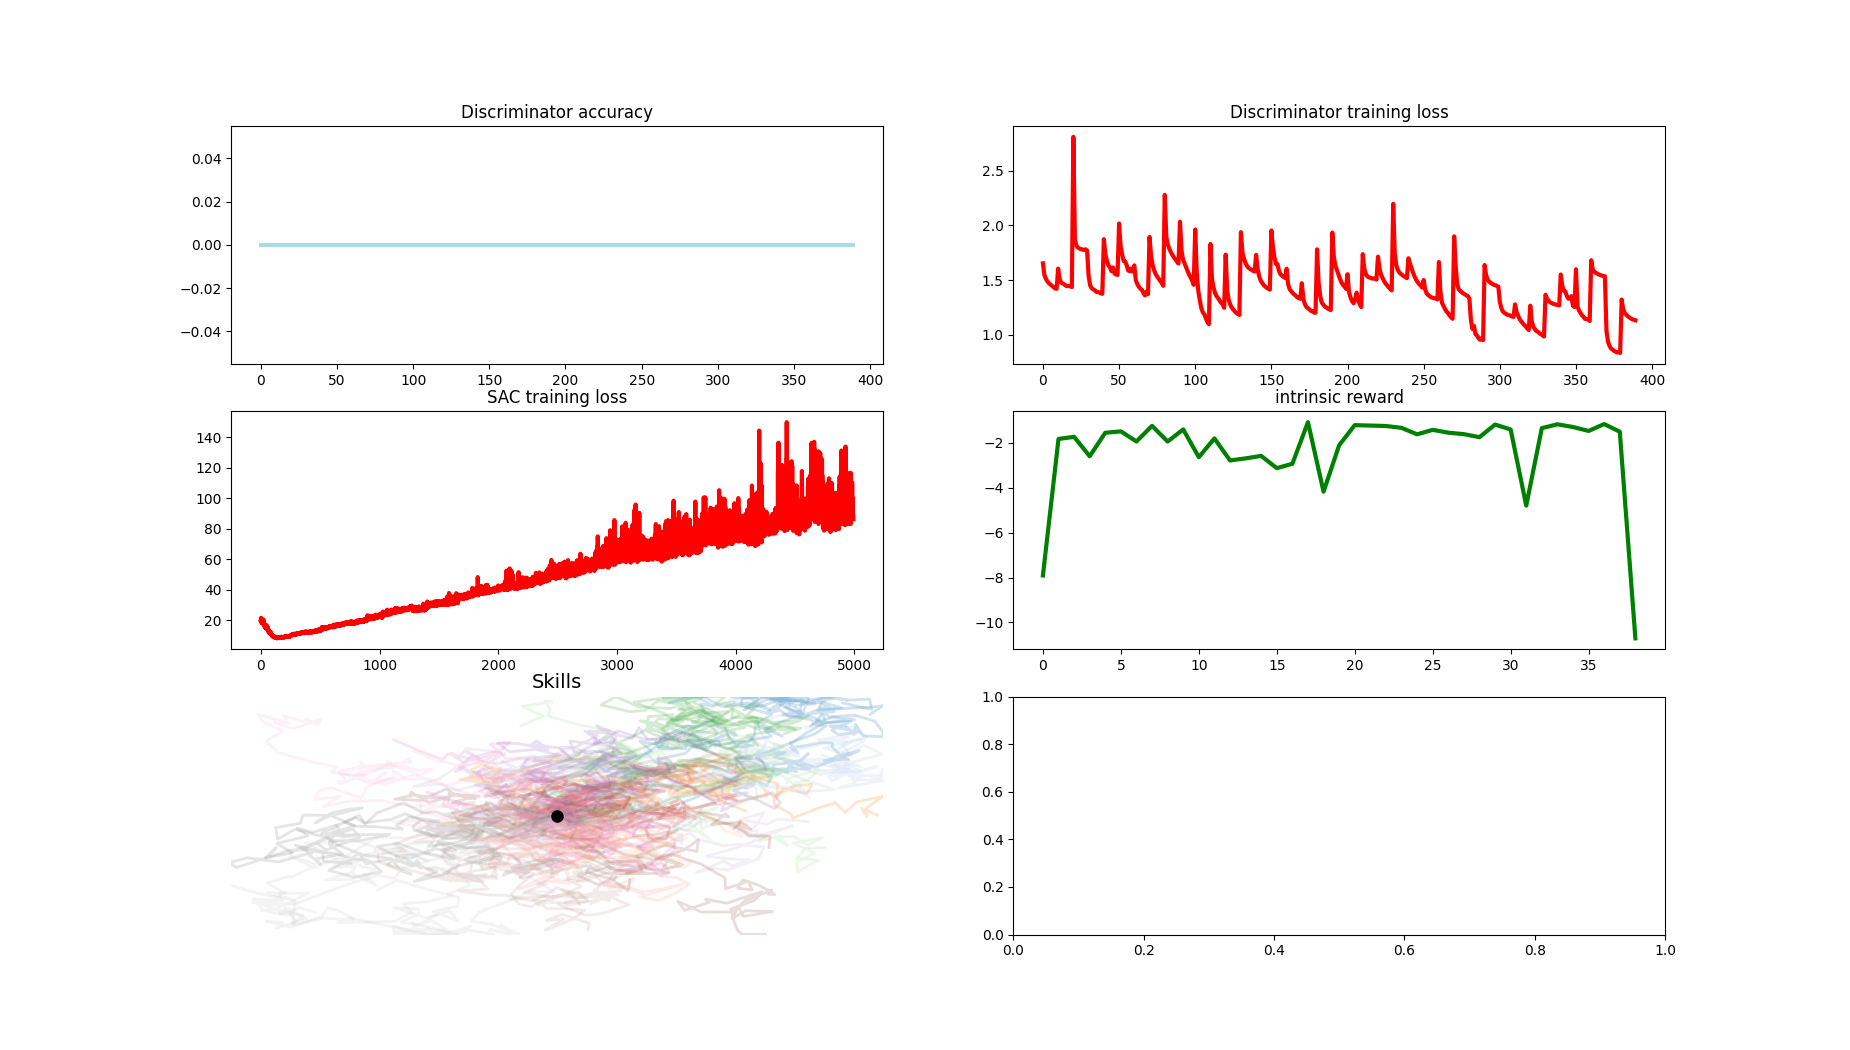 Discriminator accuracy
0.04
0.02
0.00
−0.02
−0.04
0 50 100 150 200 250 300 350 400
Discriminator training loss
2.5
2.0
1.5
1.0
0 50 100 150 200 250 300 350 400
SAC training loss
140
120
100
80
60
40
20
0 1000 2000 3000 4000 5000
intrinsic reward
−2
−4
−6
−8
−10
0 5 10 15 20 25 30 35
Skills
1.0
0.8
0.6
0.4
0.2
0.0
0.0 0.2 0.4 0.6 0.8 1.0